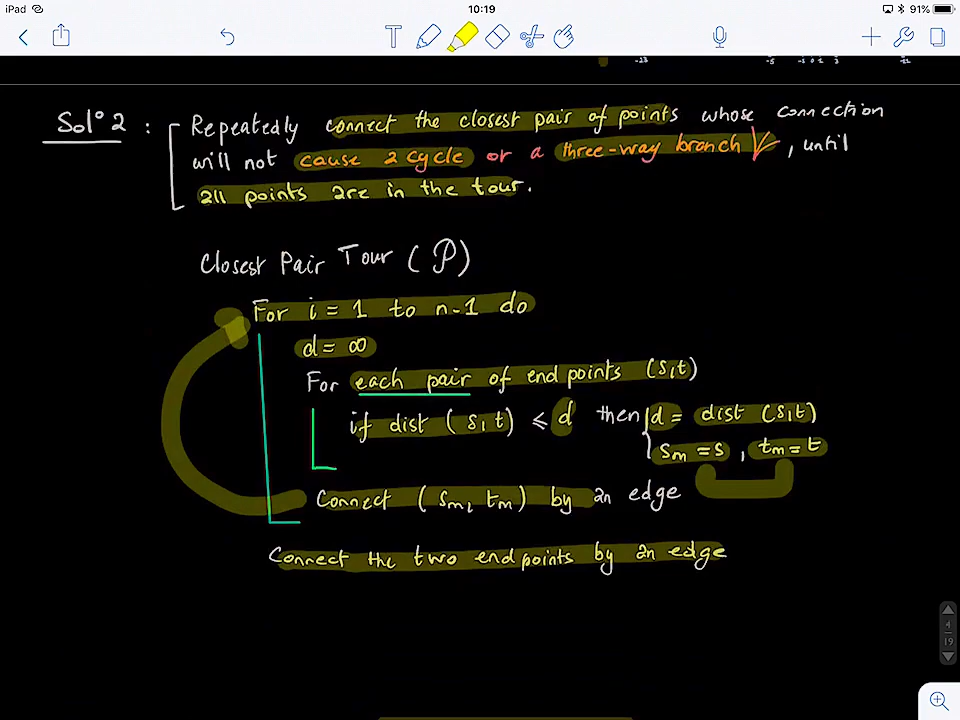 iPad 10:19 91%
T
Sol° 2 : Repeatedly connect the closest pair of points whose connection
will not cause a cycle or a three-way branch, until
all points are in the tour.
Closest Pair Tour (P)
For i = 1 to n-1 do
d = ∞
For each pair of endpoints (s,t)
if dist (s,t) ≤ d then d = dist (s,t)
sm = s, tm = t
Connect (sm, tm) by an edge
Connect the two endpoints by an edge
4
19